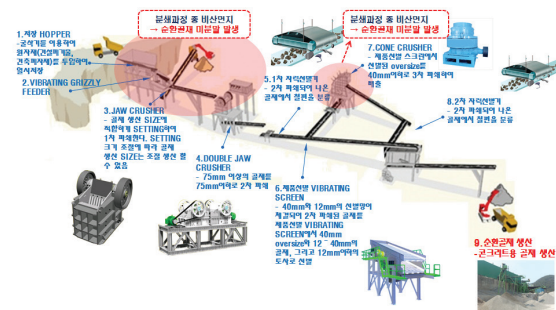 분쇄과정 중 비산먼지
→ 순환골재 미분말 발생
분쇄과정 중 비산먼지
→ 순환골재 미분말 발생
1.저장 HOPPER
- 굴삭기를 이용하여
원자재(건설폐기물,
건축폐자재)를 투입하여
임시저장
2.VIBRATING GRIZZLY
FEEDER
3.JAW CRUSHER
- 골재 생산 SIZE에
적합하게 SETTING하여
1차 파쇄한다. SETTING
크기 조절에 따라 골재
생산 SIZE는 조절 생산 할
수 있음
4.DOUBLE JAW
CRUSHER
- 75mm 이상의 골재를
75mm이하로 2차 파쇄
5.1차 자력선별기
- 2차 파쇄되어 나온
골재에서 철편을 분류
6.제품선별 VIBRATING
SCREEN
- 40mm와 12mm의 선별망이
체결되어 2차 파쇄된 골재를
제품선별 VIBRATING
SCREEN에서 40mm
oversize와 12 ~ 40mm의
골재, 그리고 12mm이하의
토사로 선별
7.CONE CRUSHER
- 제품선별 스크린에서
선별된 oversize를
40mm이하로 3차 파쇄하여
배출
8.2차 자력선별기
- 2차 파쇄되어 나온
골재에서 철편을 분류
9.순환골재 생산
-콘크리트용 골재 생산